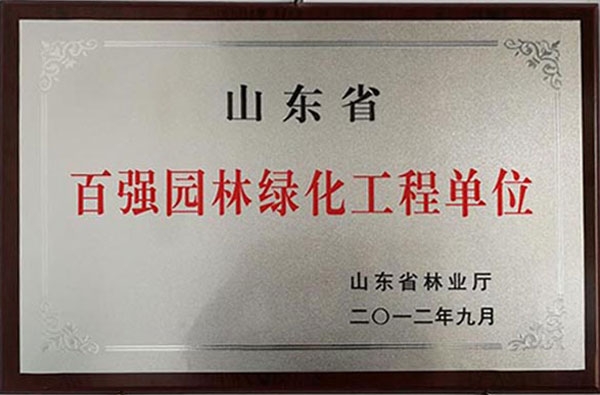 山东省
百强园林绿化工程单位
山东省林业厅
二〇一二年九月